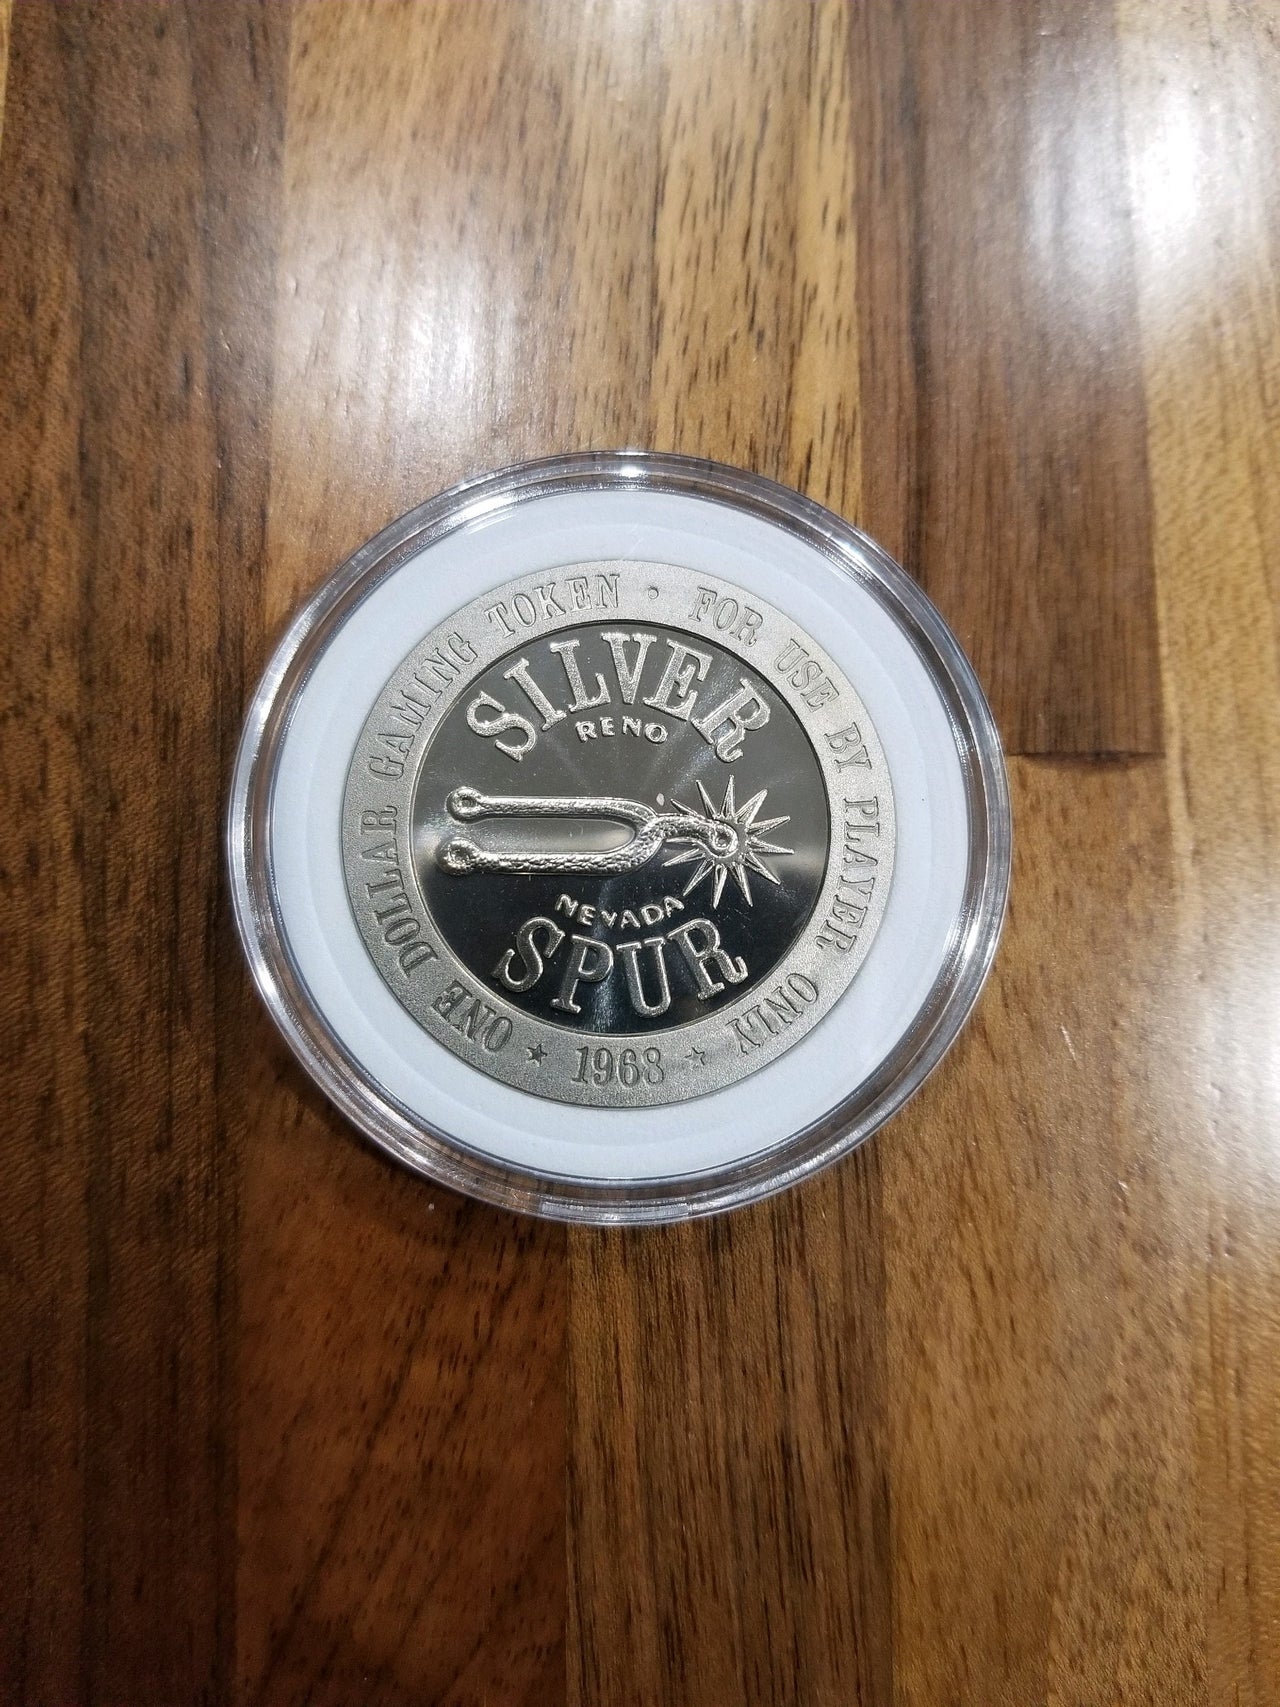 ONE DOLLAR GAMING TOKEN · FOR USE BY PLAYER ONLY
SILVER
RENO
NEVADA
SPUR
★ 1968 ★